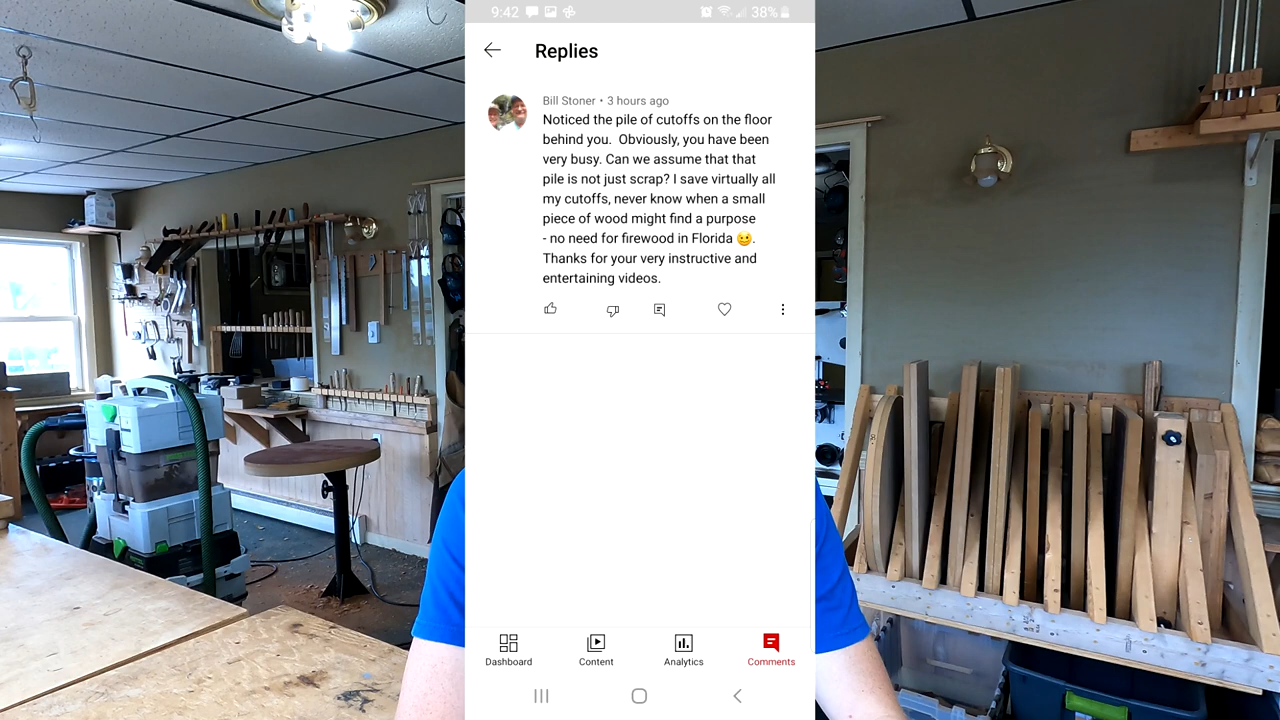 9:42
38%
Replies
Bill Stoner • 3 hours ago
Noticed the pile of cutoffs on the floor
behind you.  Obviously, you have been
very busy. Can we assume that that
pile is not just scrap? I save virtually all
my cutoffs, never know when a small
piece of wood might find a purpose
- no need for firewood in Florida 😉.
Thanks for your very instructive and
entertaining videos.
Dashboard
Content
Analytics
Comments